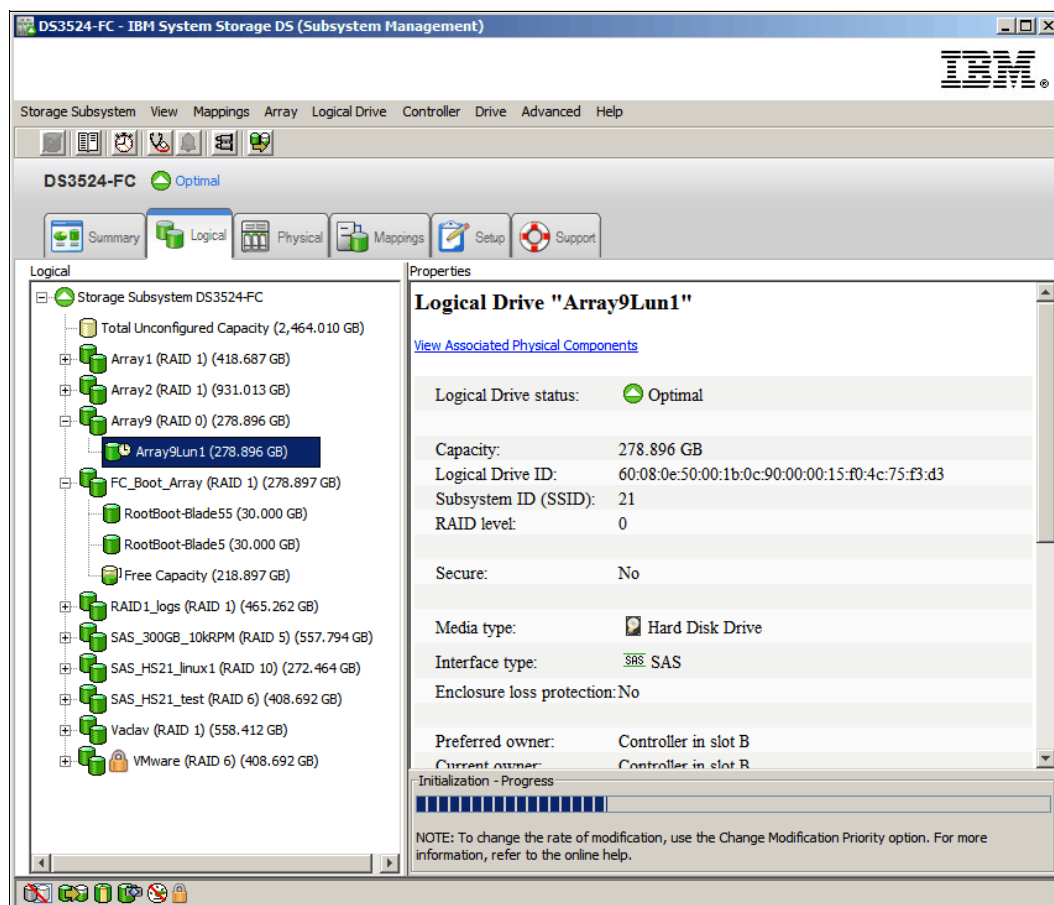 DS3524-FC - IBM System Storage DS (Subsystem Management)
IBM®
Storage Subsystem View Mappings Array Logical Drive Controller Drive Advanced Help
DS3524-FC Optimal
Summary Logical Physical Mappings Setup Support
Logical
Storage Subsystem DS3524-FC
Total Unconfigured Capacity (2,464.010 GB)
Array1 (RAID 1) (418.687 GB)
Array2 (RAID 1) (931.013 GB)
Array9 (RAID 0) (278.896 GB)
Array9Lun1 (278.896 GB)
FC_Boot_Array (RAID 1) (278.897 GB)
RootBoot-Blade55 (30.000 GB)
RootBoot-Blade5 (30.000 GB)
Free Capacity (218.897 GB)
RAID1_logs (RAID 1) (465.262 GB)
SAS_300GB_10kRPM (RAID 5) (557.794 GB)
SAS_HS21_linux1 (RAID 10) (272.464 GB)
SAS_HS21_test (RAID 6) (408.692 GB)
Vaclav (RAID 1) (558.412 GB)
VMware (RAID 6) (408.692 GB)
Properties
Logical Drive "Array9Lun1"
View Associated Physical Components
Logical Drive status: Optimal
Capacity: 278.896 GB
Logical Drive ID: 60:08:0e:50:00:1b:0c:90:00:00:15:f0:4c:75:f3:d3
Subsystem ID (SSID): 21
RAID level: 0
Secure: No
Media type: Hard Disk Drive
Interface type: SAS SAS
Enclosure loss protection: No
Preferred owner: Controller in slot B
Current owner: Controller in slot B
Initialization - Progress
NOTE: To change the rate of modification, use the Change Modification Priority option. For more
information, refer to the online help.